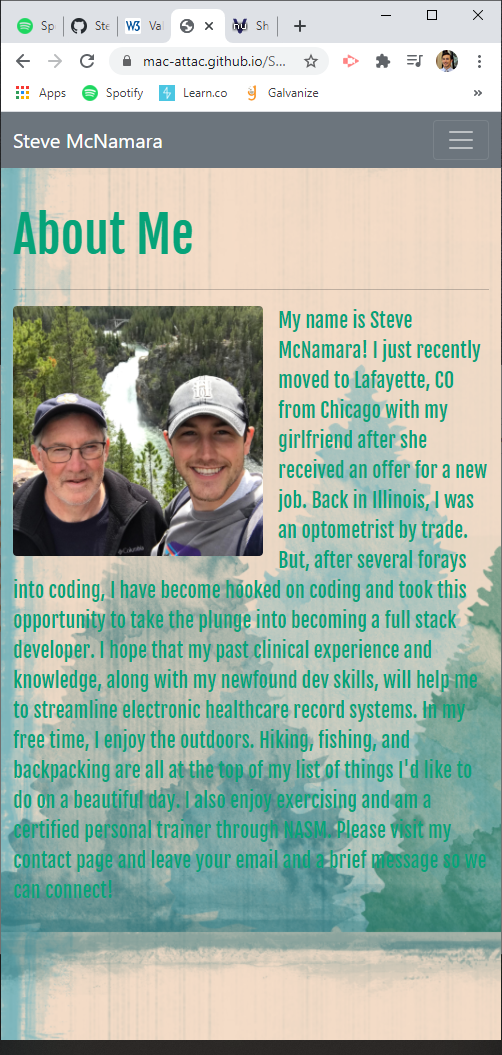 Sp
Ste
W3 Val
Sh
mac-attac.github.io/S...
Apps Spotify Learn.co Galvanize »
Steve McNamara
About Me
My name is Steve
McNamara! I just recently
moved to Lafayette, CO
from Chicago with my
girlfriend after she
received an offer for a new
job. Back in Illinois, I was
an optometrist by trade.
But, after several forays
into coding, I have become hooked on coding and took this
opportunity to take the plunge into becoming a full stack
developer. I hope that my past clinical experience and
knowledge, along with my newfound dev skills, will help me
to streamline electronic healthcare record systems. In my
free time, I enjoy the outdoors. Hiking, fishing, and
backpacking are all at the top of my list of things I'd like to
do on a beautiful day. I also enjoy exercising and am a
certified personal trainer through NASM. Please visit my
contact page and leave your email and a brief message so we
can connect!